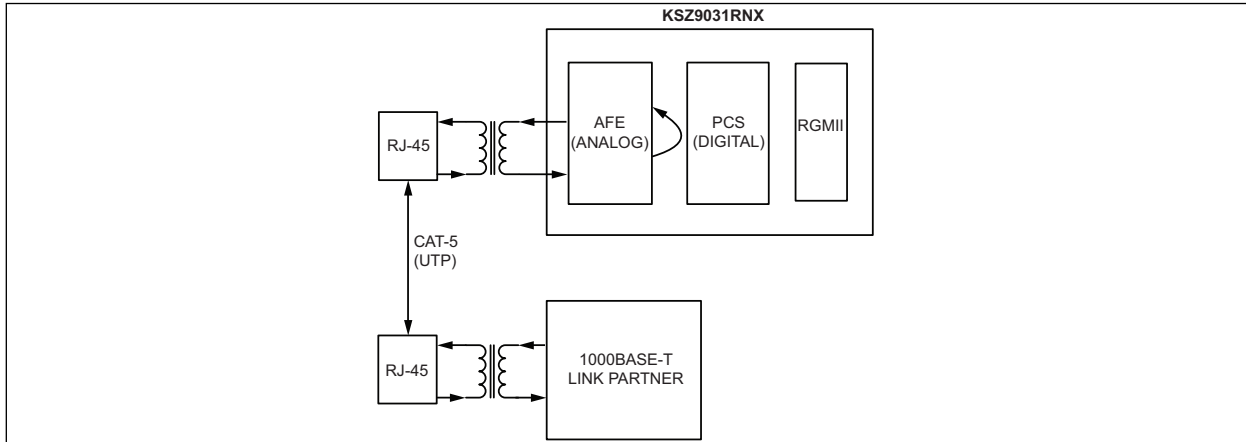 KSZ9031RNX
RJ-45
AFE
(ANALOG)
PCS
(DIGITAL)
RGMII
CAT-5
(UTP)
RJ-45
1000BASE-T
LINK PARTNER